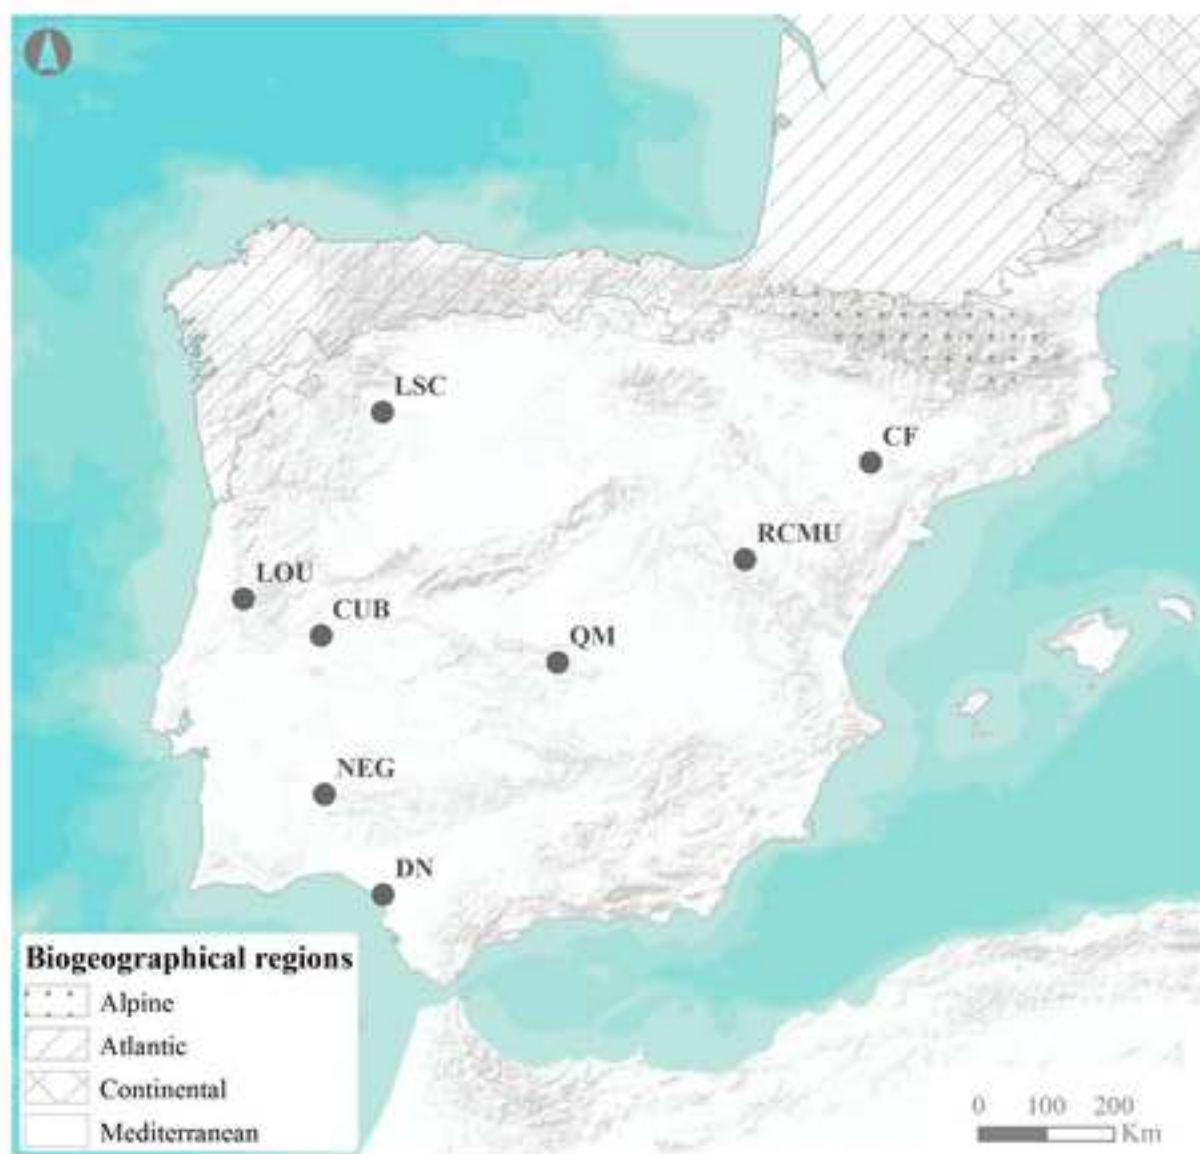 LSC
CF
RCMU
LOU
CUB
QM
NEG
DN
Biogeographical regions
Alpine
Atlantic
Continental
Mediterranean
0 100 200
Km